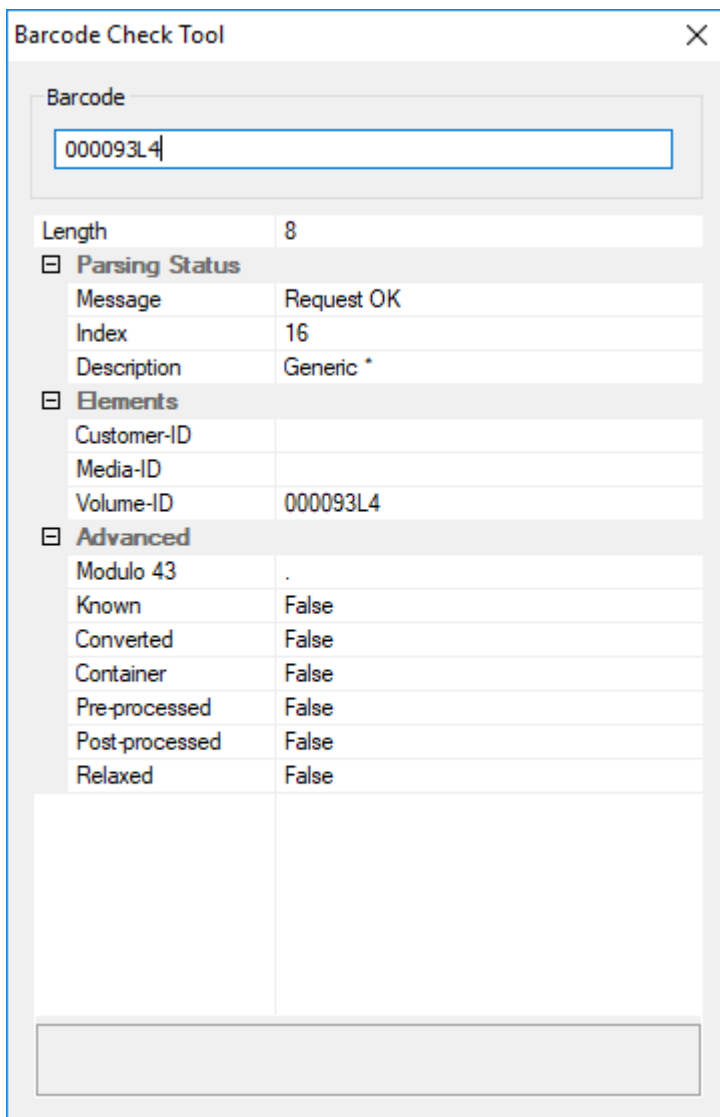 Barcode Check Tool
Barcode
000093L4
Length 8
Parsing Status
Message Request OK
Index 16
Description Generic *
Elements
Customer-ID
Media-ID
Volume-ID 000093L4
Advanced
Modulo 43 .
Known False
Converted False
Container False
Pre-processed False
Post-processed False
Relaxed False